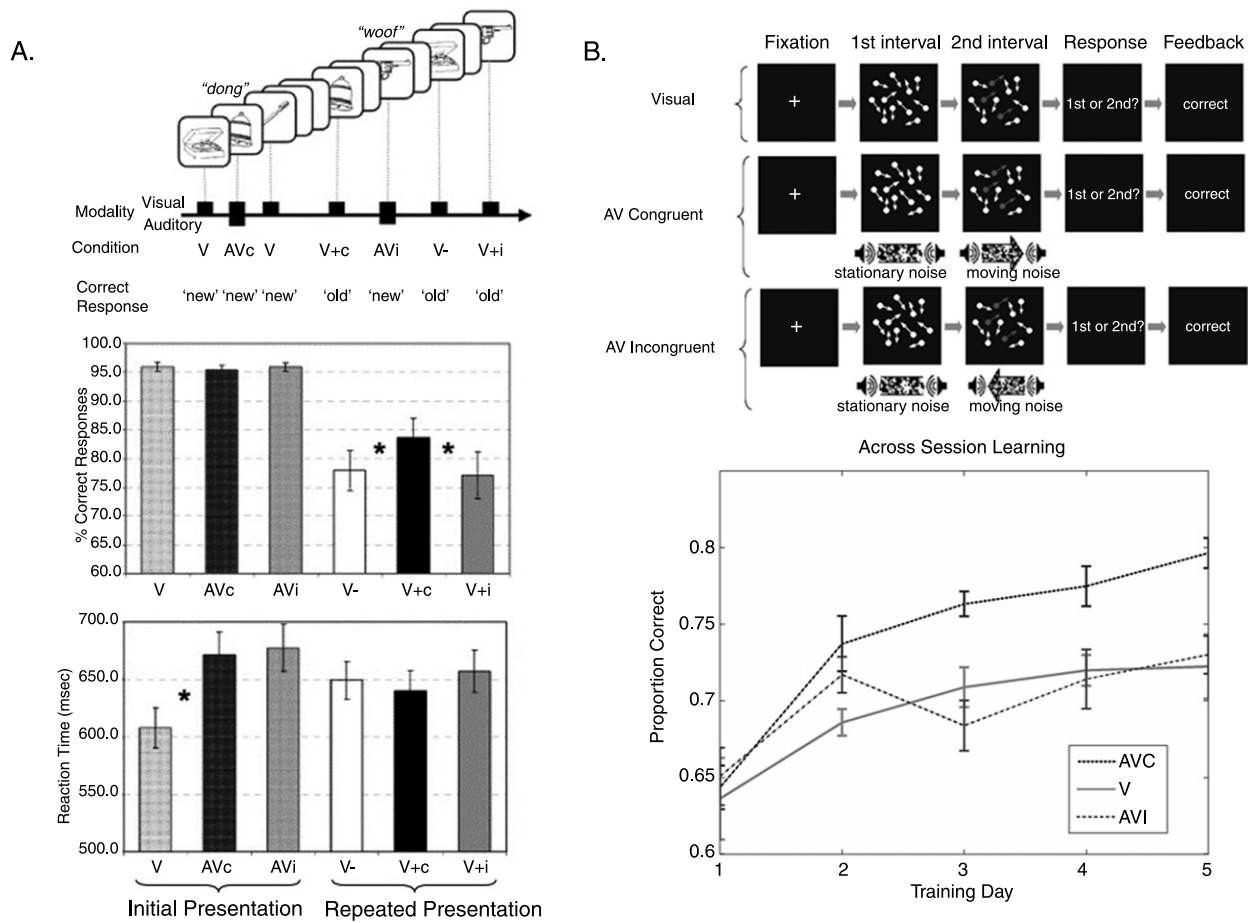 A.
"dong"
"woof"
Modality
Visual
Auditory
Condition
V AVc V V+c AVi V- V+i
Correct
Response
'new' 'new' 'new' 'old' 'new' 'old' 'old'
% Correct Responses
100.0
95.0
90.0
85.0
80.0
75.0
70.0
65.0
60.0
* *
V AVc AVi V- V+c V+i
Reaction Time (msec)
700.0
650.0
600.0
550.0
500.0
*
V AVc AVi V- V+c V+i
Initial Presentation Repeated Presentation
B.
Fixation 1st interval 2nd interval Response Feedback
Visual
+
1st or 2nd?
correct
AV Congruent
+
1st or 2nd?
correct
stationary noise moving noise
AV Incongruent
+
1st or 2nd?
correct
stationary noise moving noise
Across Session Learning
Proportion Correct
0.8
0.75
0.7
0.65
0.6
AVC
V
AVI
1 2 3 4 5
Training Day